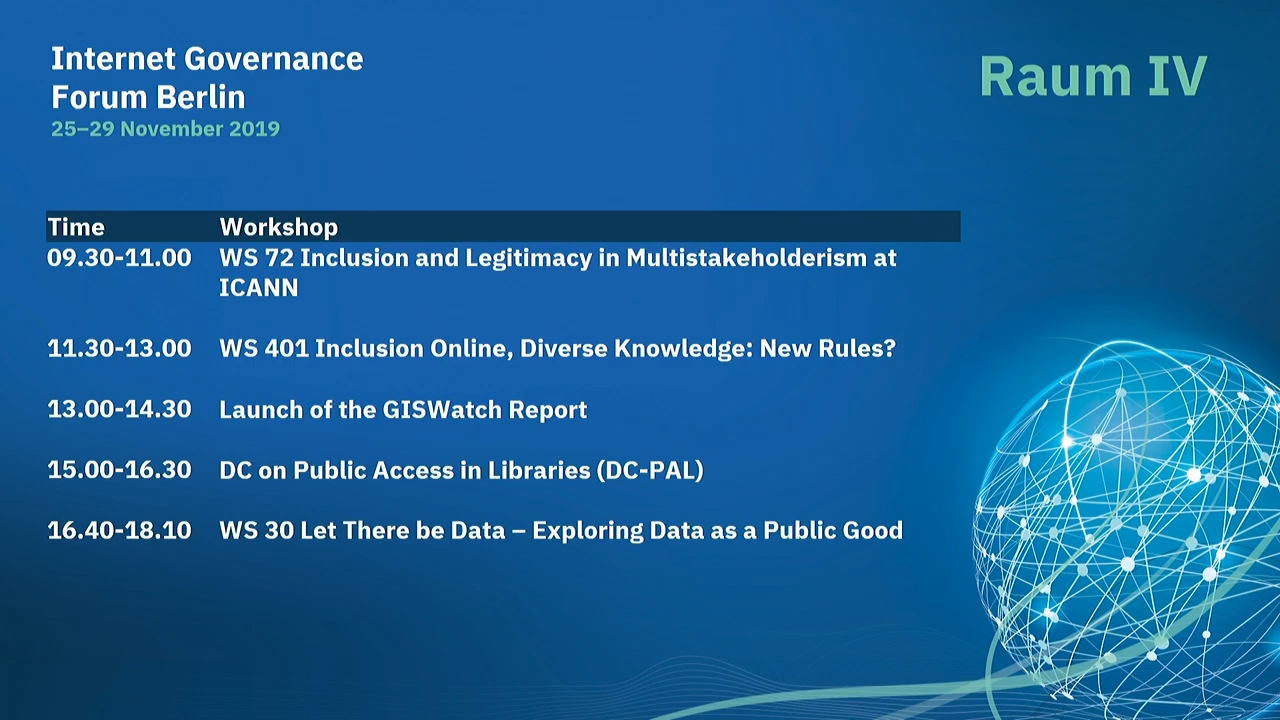 Internet Governance
Forum Berlin
25–29 November 2019
Raum IV
Time Workshop
09.30-11.00 WS 72 Inclusion and Legitimacy in Multistakeholderism at
ICANN
11.30-13.00 WS 401 Inclusion Online, Diverse Knowledge: New Rules?
13.00-14.30 Launch of the GISWatch Report
15.00-16.30 DC on Public Access in Libraries (DC-PAL)
16.40-18.10 WS 30 Let There be Data – Exploring Data as a Public Good